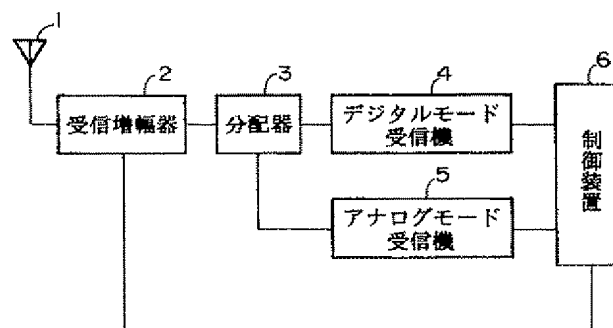 1
2
3
4
6
受信増幅器
分配器
デジタルモード
受信機
制御装置
5
アナログモード
受信機